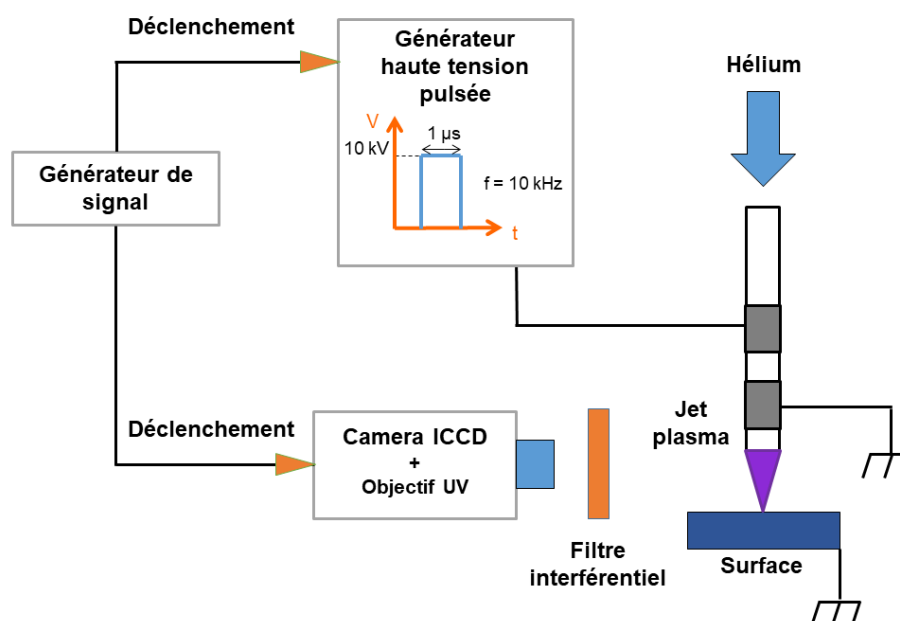 Déclenchement
Générateur
haute tension
pulsée
V
1 µs
10 kV
f = 10 kHz
t
Hélium
Générateur de
signal
Déclenchement
Camera ICCD
+
Objectif UV
Filtre
interférentiel
Jet
plasma
Surface